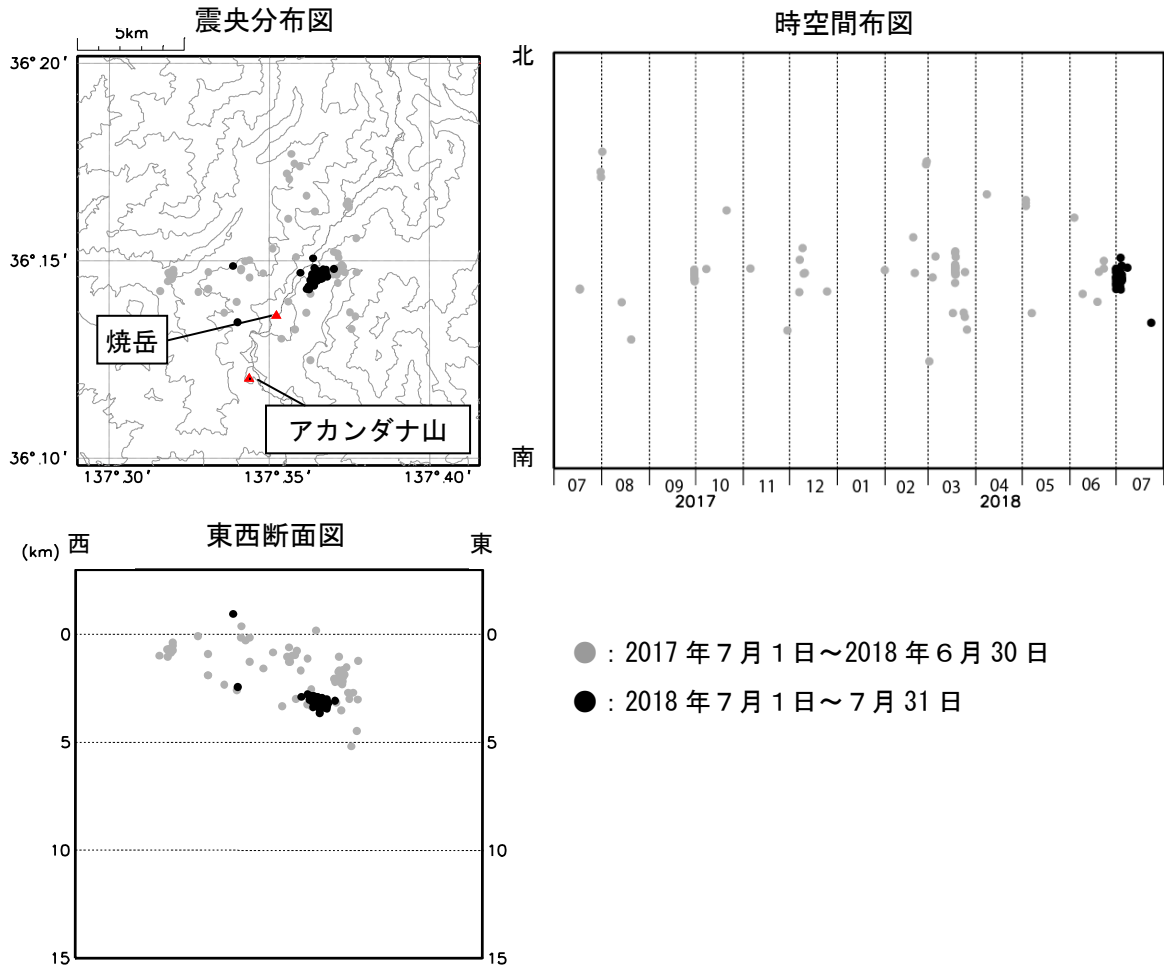 震央分布図
5km
36° 20′
36° 15′
36° 10′
137° 30′
137° 35′
137° 40′
焼岳
アカンダナ山
時空間布図
北
南
07 08 09 10 11 12 01 02 03 04 05 06 07
2017 2018
東西断面図
(km) 西 東
0 0
5 5
10 10
15 15
：2017 年７月１日～2018 年６月 30 日
：2018 年７月１日～７月 31 日